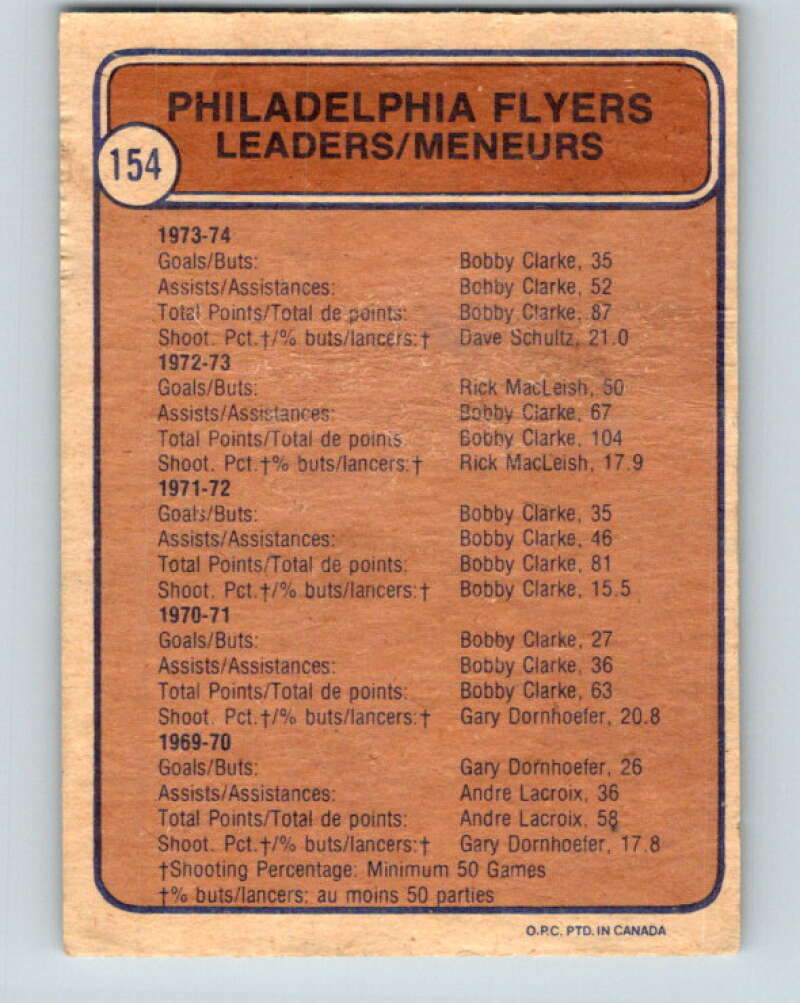 PHILADELPHIA FLYERS
LEADERS/MENEURS
154
1973-74
Goals/Buts: Bobby Clarke, 35
Assists/Assistances: Bobby Clarke, 52
Total Points/Total de points: Bobby Clarke, 87
Shoot. Pct.†/% buts/lancers:† Dave Schultz, 21.0
1972-73
Goals/Buts: Rick MacLeish, 50
Assists/Assistances: Bobby Clarke, 67
Total Points/Total de points Bobby Clarke, 104
Shoot. Pct.†% buts/lancers:† Rick MacLeish, 17.9
1971-72
Goals/Buts: Bobby Clarke, 35
Assists/Assistances: Bobby Clarke, 46
Total Points/Total de points: Bobby Clarke, 81
Shoot. Pct.†/% buts/lancers:† Bobby Clarke, 15.5
1970-71
Goals/Buts: Bobby Clarke, 27
Assists/Assistances: Bobby Clarke, 36
Total Points/Total de points: Bobby Clarke, 63
Shoot. Pct.†/% buts/lancers:† Gary Dornhoefer, 20.8
1969-70
Goals/Buts: Gary Dornhoefer, 26
Assists/Assistances: Andre Lacroix, 36
Total Points/Total de points: Andre Lacroix, 58
Shoot. Pct.†/% buts/lancers:† Gary Dornhoefer, 17.8
†Shooting Percentage: Minimum 50 Games
†% buts/lancers: au moins 50 parties
O.P.C. PTD. IN CANADA